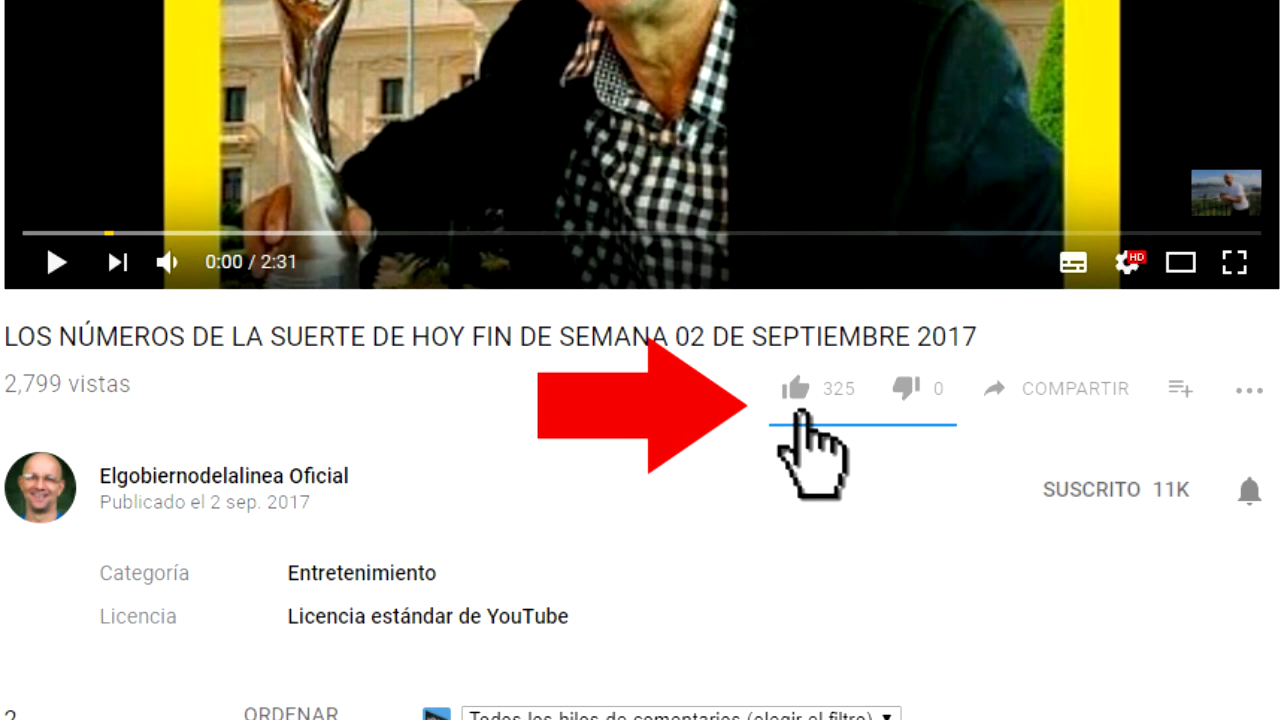 0:00 / 2:31
HD
LOS NÚMEROS DE LA SUERTE DE HOY FIN DE SEMANA 02 DE SEPTIEMBRE 2017
2,799 vistas
325 0 COMPARTIR
Elgobiernodelalinea Oficial
Publicado el 2 sep. 2017
SUSCRITO 11K
Categoría Entretenimiento
Licencia Licencia estándar de YouTube
2 ORDENAR Todos los hilos de comentarios (elegir el filtro)